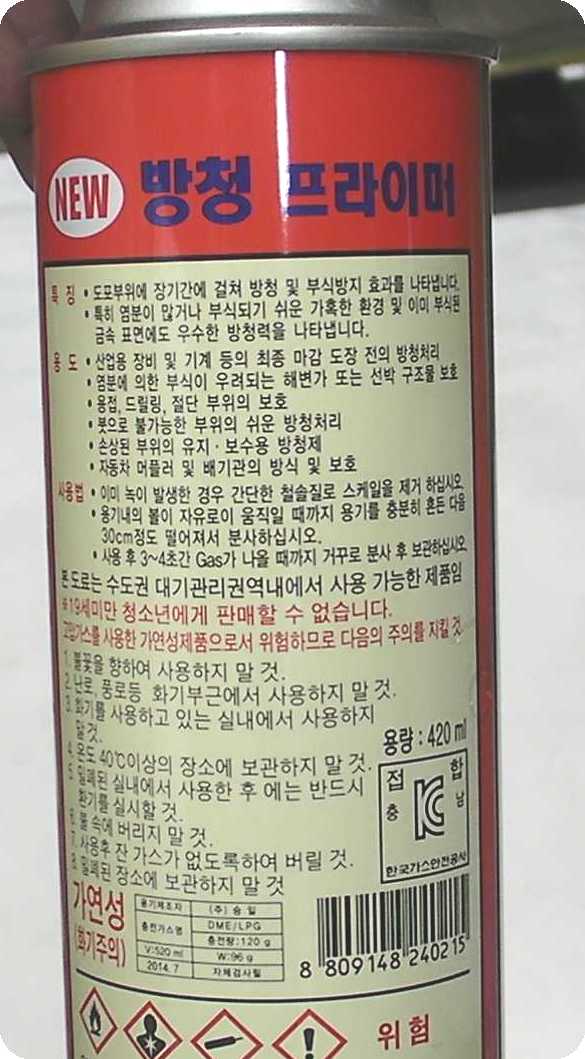 NEW 방청 프라이머
특 징 • 도포부위에 장기간에 걸쳐 방청 및 부식방지 효과를 나타냅니다.
• 특히 염분이 많거나 부식되기 쉬운 가혹한 환경 및 이미 부식된
금속 표면에도 우수한 방청력을 나타냅니다.
용 도 • 산업용 장비 및 기계 등의 최종 마감 도장 전의 방청처리
• 염분에 의한 부식이 우려되는 해변가 또는 선박 구조물 보호
• 용접, 드릴링, 절단 부위의 보호
• 붓으로 불가능한 부위의 쉬운 방청처리
• 손상된 부위의 유지 · 보수용 방청제
• 자동차 머플러 및 배기관의 방식 및 보호
사용법 • 이미 녹이 발생한 경우 간단한 철솔질로 스케일을 제거 하십시오.
• 용기내의 볼이 자유로이 움직일 때까지 용기를 충분히 흔든 다음
30cm정도 떨어져서 분사하십시오.
• 사용 후 3~4초간 Gas가 나올 때까지 거꾸로 분사 후 보관하십시오.
본 도료는 수도권 대기관리권역내에서 사용 가능한 제품임
※19세미만 청소년에게 판매할 수 없습니다.
고압가스를 사용한 가연성제품으로서 위험하므로 다음의 주의를 지킬 것.
1. 불꽃을 향하여 사용하지 말 것.
2. 난로, 풍로등 화기부근에서 사용하지 말 것.
3. 화기를 사용하고 있는 실내에서 사용하지
말 것.
4. 온도 40℃이상의 장소에 보관하지 말 것.
5. 밀폐된 실내에서 사용한 후 에는 반드시
환기를 실시할 것.
6. 불 속에 버리지 말 것.
7. 사용후 잔 가스가 없도록하여 버릴 것.
8. 밀폐된 장소에 보관하지 말 것
용량 : 420 ml
접 합
충 남
한국가스안전공사
가연성
(화기주의)
용기제조자 (주) 승 일
충전가스명 DME/LPG
충전량:120 g
V:520 ml W:96 g
2014. 7 자체검사필
8 809148 240215
위험